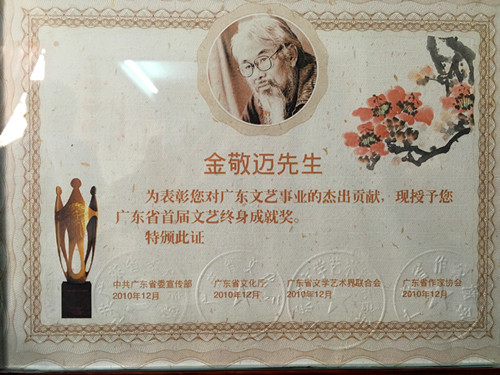 金敬迈先生
为表彰您对广东文艺事业的杰出贡献，现授予您
广东省首届文艺终身成就奖。
特颁此证
中共广东省委宣传部 广东省文化厅 广东省文学艺术界联合会 广东省作家协会
2010年12月 2010年12月 2010年12月 2010年12月